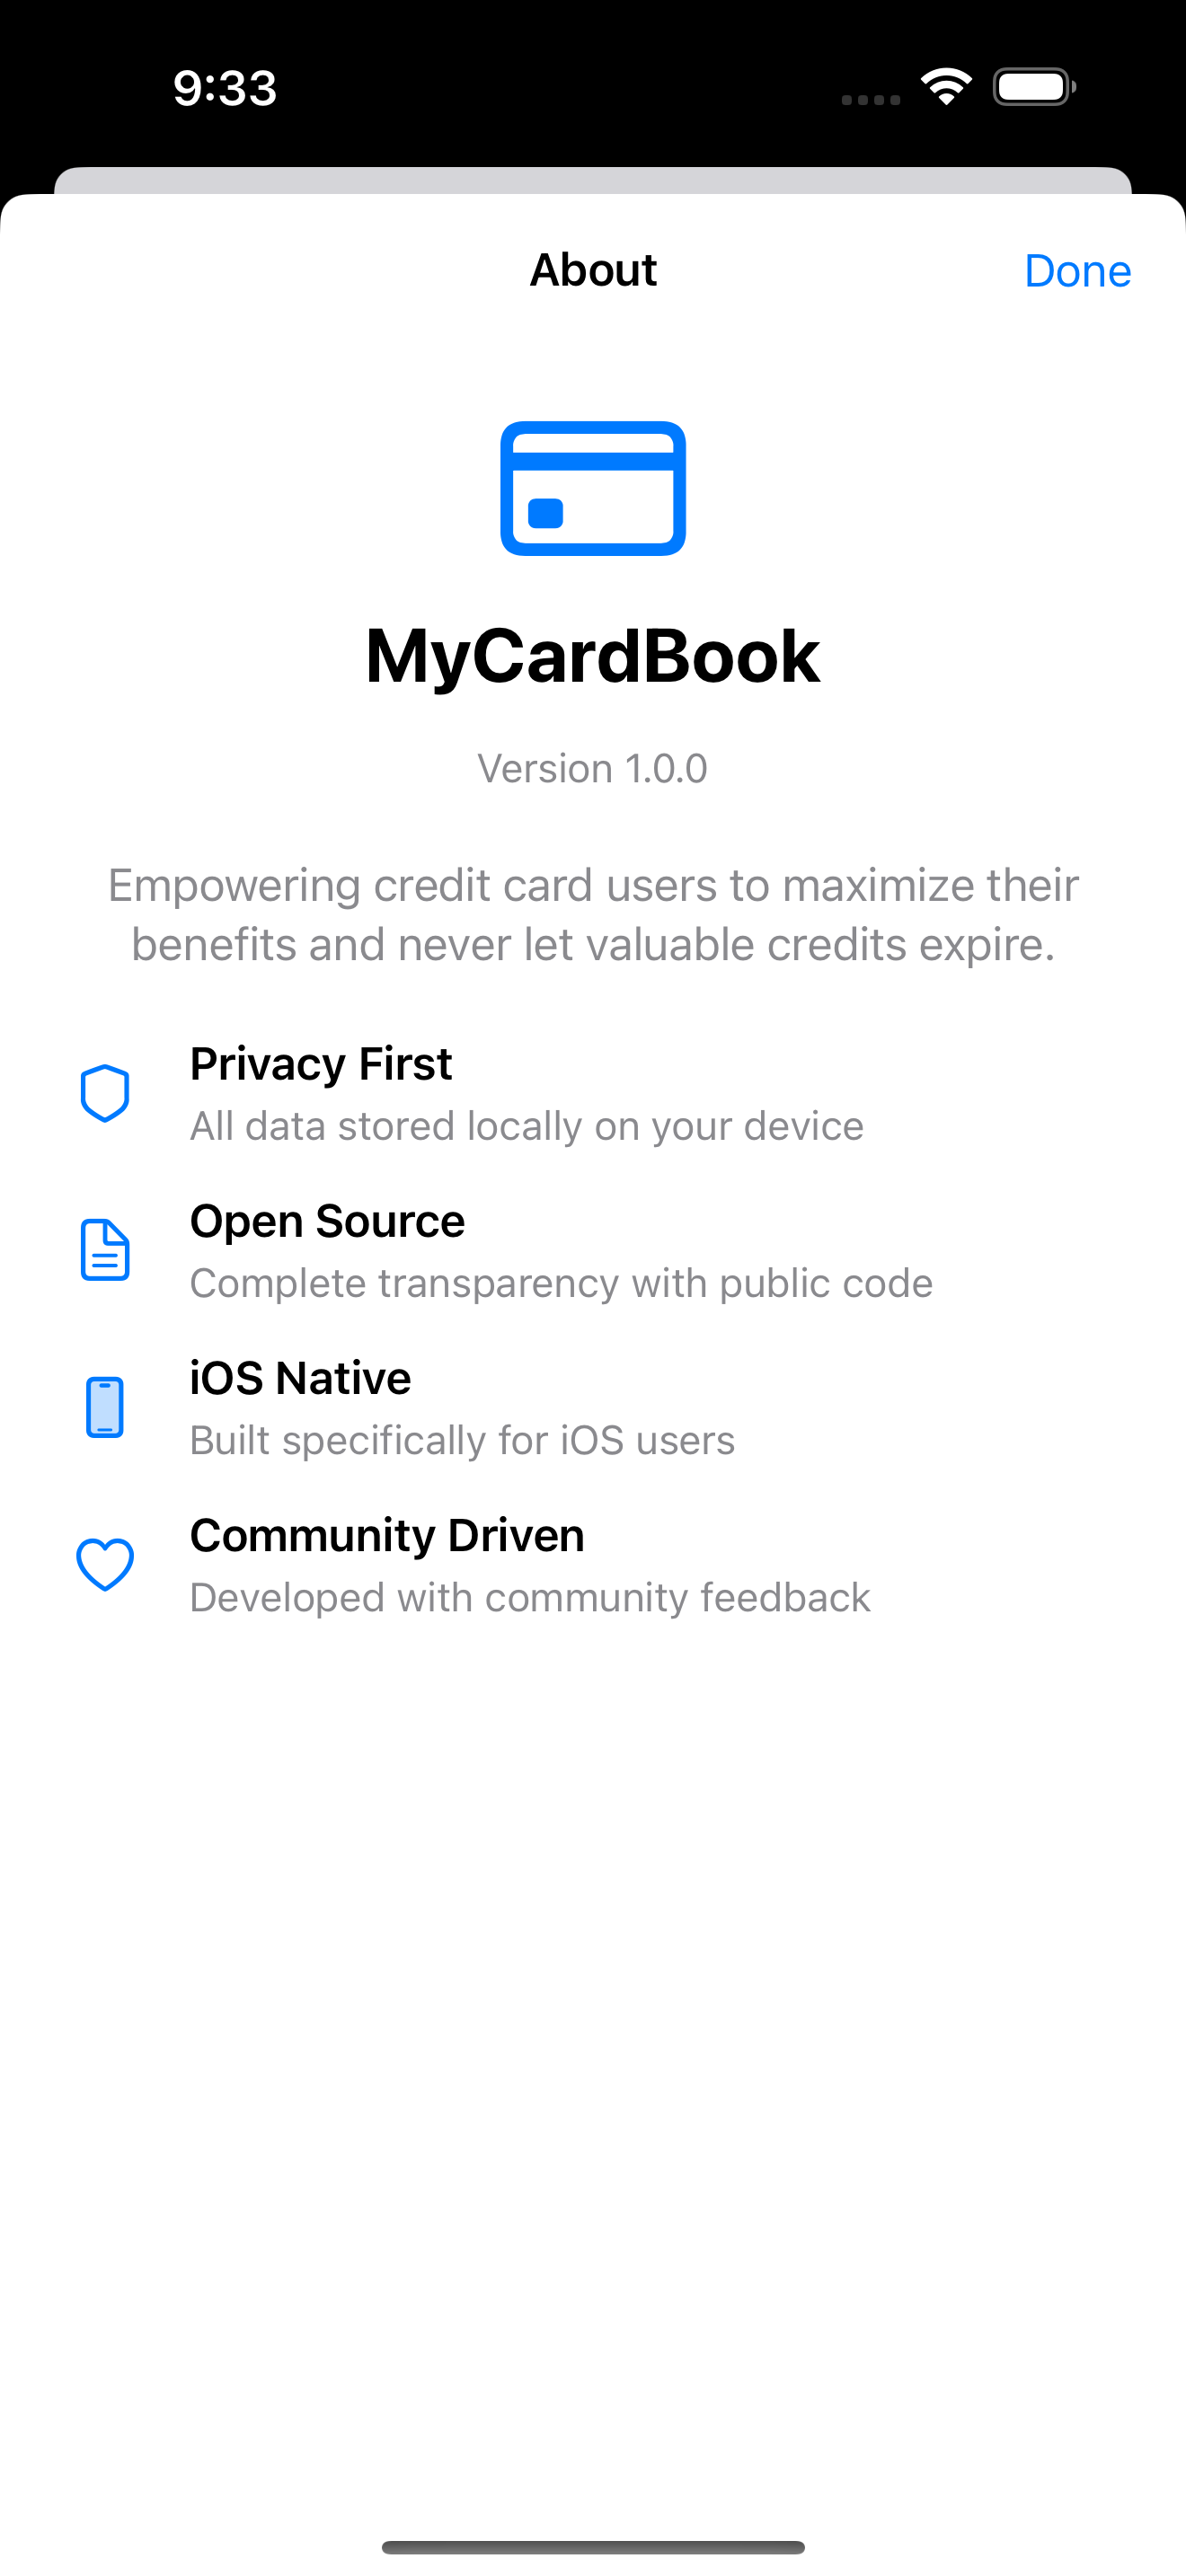 9:33
About
Done
MyCardBook
Version 1.0.0
Empowering credit card users to maximize their
benefits and never let valuable credits expire.
Privacy First
All data stored locally on your device
Open Source
Complete transparency with public code
iOS Native
Built specifically for iOS users
Community Driven
Developed with community feedback